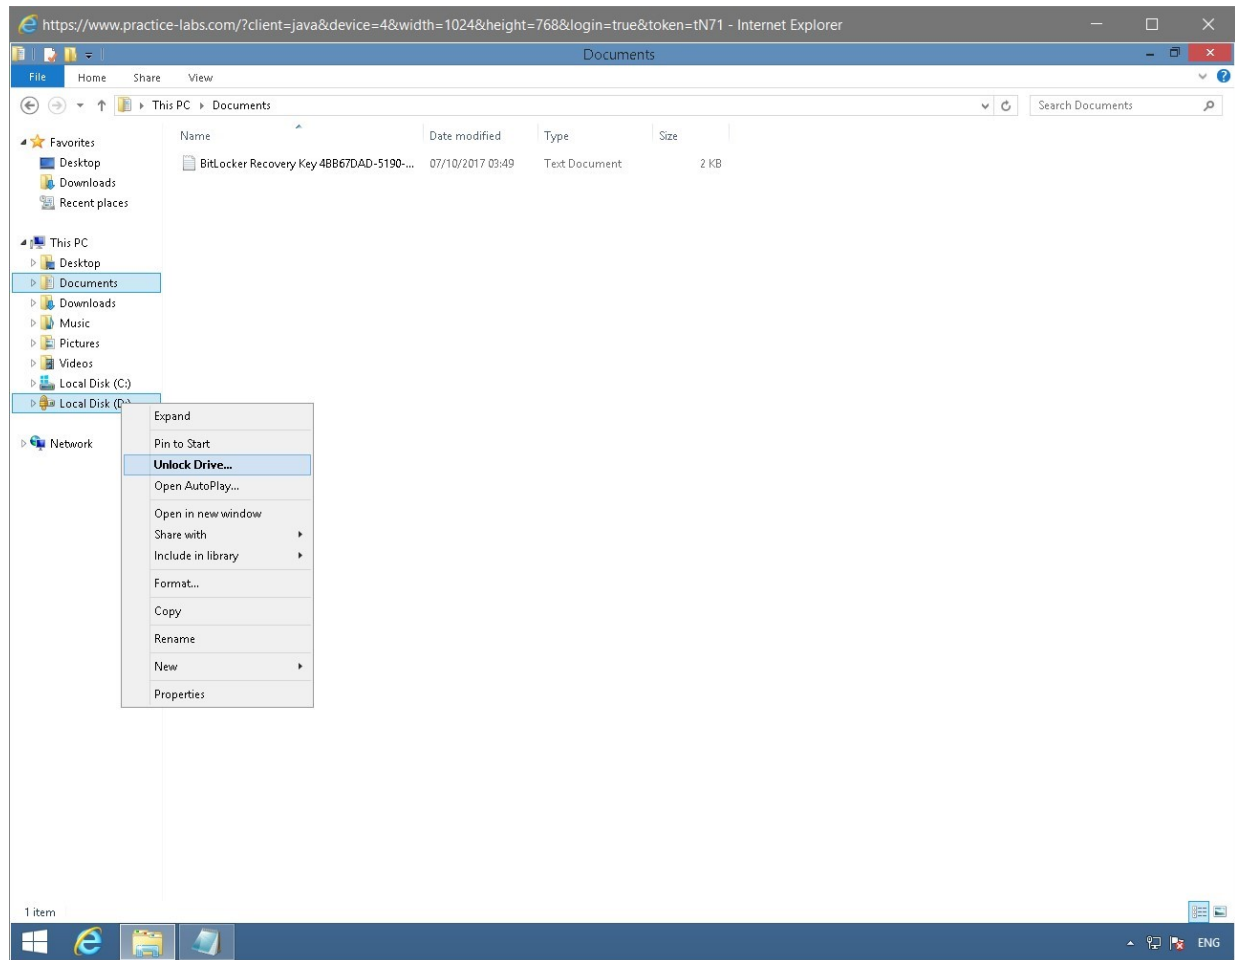 https://www.practice-labs.com/?client=java&device=4&width=1024&height=768&login=true&token=tN71 - Internet Explorer
Documents
File Home Share View
This PC Documents
Search Documents
Name Date modified Type Size
BitLocker Recovery Key 4BB67DAD-5190-... 07/10/2017 03:49 Text Document 2 KB
Favorites
Desktop
Downloads
Recent places
This PC
Desktop
Documents
Downloads
Music
Pictures
Videos
Local Disk (C:)
Local Disk (D:)
Network
Expand
Pin to Start
Unlock Drive...
Open AutoPlay...
Open in new window
Share with
Include in library
Format...
Copy
Rename
New
Properties
1 item
ENG